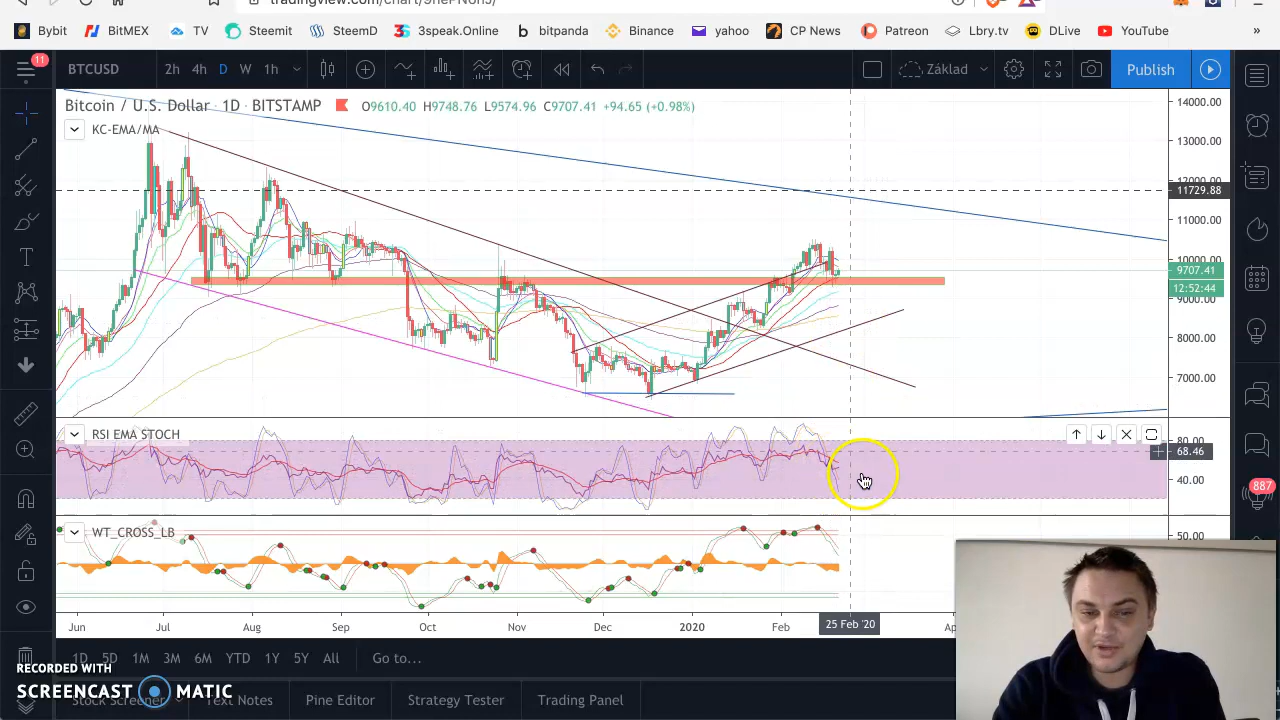 Bybit BitMEX TV Steemit SteemD 3speak.Online bitpanda Binance yahoo CP News Patreon Lbry.tv DLive YouTube »
11 BTCUSD 2h 4h D W 1h Základ Publish
Bitcoin / U.S. Dollar · 1D · BITSTAMP O9610.40 H9748.76 L9574.96 C9707.41 +94.65 (+0.98%)
KC-EMA/MA
14000.00
13000.00
11729.88
11000.00
9707.41
12:52:44
9000.00
8000.00
7000.00
RSI EMA STOCH
80.00
68.46
40.00
887
WT_CROSS_LB
50.00
Jun Jul Aug Sep Oct Nov Dec 2020 Feb 25 Feb '20
1D 5D 1M 3M 6M YTD 1Y 5Y All Go to...
RECORDED WITH
SCREENCAST MATIC
Text Notes Pine Editor Strategy Tester Trading Panel